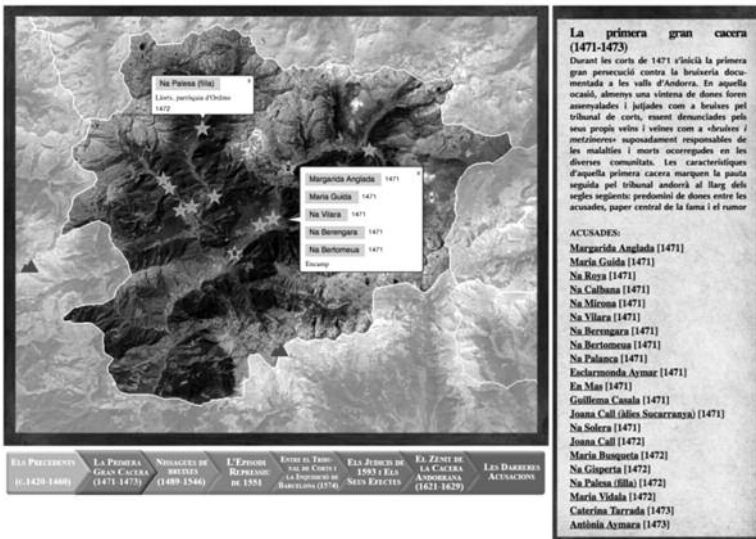 Na Palesa (filla)
x
Llorts, parròquia d'Ordino
1472
x
Margarida Anglada 1471
Maria Guida 1471
Na Vilara 1471
Na Berengara 1471
Na Bertomeua 1471
Encamp
Els Precedents
(c.1420-1460)
La Primera
Gran Cacera
(1471-1473)
Nissagues de
bruixes
(1489-1546)
L'Episodi
Repressiu
de 1551
Entre el Tribu-
nal de Corts i
la Inquisició de
Barcelona (1574)
Els Judicis de
1593 i Els
Seus Efectes
El Zenit de
la Cacera
Andorrana
(1621-1629)
Les Darreres
Acusacions
La primera gran cacera
(1471-1473)
Durant les corts de 1471 s'inicià la primera
gran persecució contra la bruixeria docu-
mentada a les valls d'Andorra. En aquella
ocasió, almenys una vintena de dones foren
assenyalades i jutjades com a bruixes pel
tribunal de corts, essent denunciades pels
seus propis veïns i veïnes com a «bruixes i
metzineres» suposadament responsables de
les malalties i morts ocorregudes en les
diverses comunitats. Les característiques
d'aquella primera cacera marquen la pauta
seguida pel tribunal andorrà al llarg dels
segles següents: predomini de dones entre les
acusades, paper central de la fama i el rumor
ACUSADES:
Margarida Anglada [1471]
Maria Guida [1471]
Na Roya [1471]
Na Calbana [1471]
Na Mirona [1471]
Na Vilara [1471]
Na Berengara [1471]
Na Bertomeua [1471]
Na Palanca [1471]
Esclarmonda Aymar [1471]
En Mas [1471]
Guillema Casala [1471]
Joana Call (àlies Sucarranya) [1471]
Na Solera [1471]
Joana Call [1472]
Maria Busqueta [1472]
Na Gisperta [1472]
Na Palesa (filla) [1472]
Maria Vidala [1472]
Caterina Tarrada [1473]
Antònia Aymara [1473]